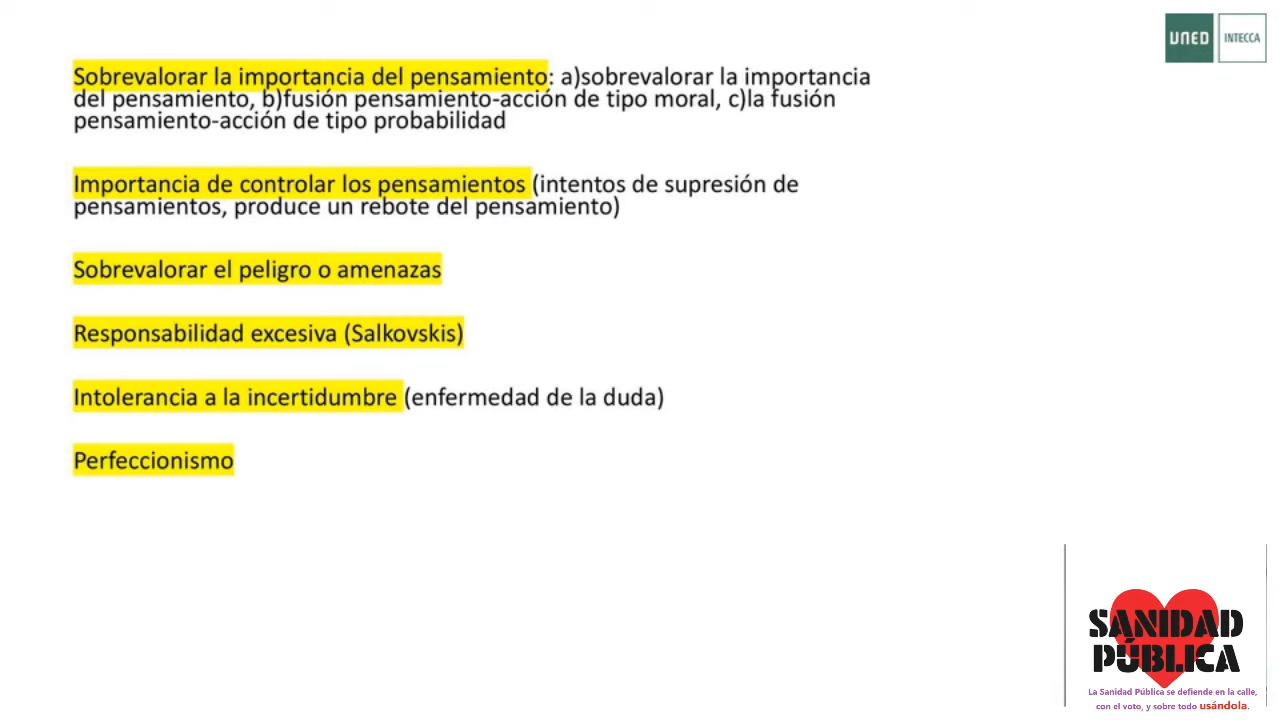 UNED INTECCA
Sobrevalorar la importancia del pensamiento: a)sobrevalorar la importancia
del pensamiento, b)fusión pensamiento-acción de tipo moral, c)la fusión
pensamiento-acción de tipo probabilidad
Importancia de controlar los pensamientos (intentos de supresión de
pensamientos, produce un rebote del pensamiento)
Sobrevalorar el peligro o amenazas
Responsabilidad excesiva (Salkovskis)
Intolerancia a la incertidumbre (enfermedad de la duda)
Perfeccionismo
SANIDAD
PÚBLICA
La Sanidad Pública se defiende en la calle,
con el voto, y sobre todo usándola.